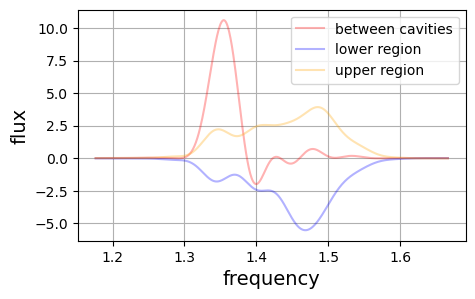 between cavities
lower region
upper region
10.0
7.5
5.0
2.5
0.0
−2.5
−5.0
flux
1.2 1.3 1.4 1.5 1.6
frequency